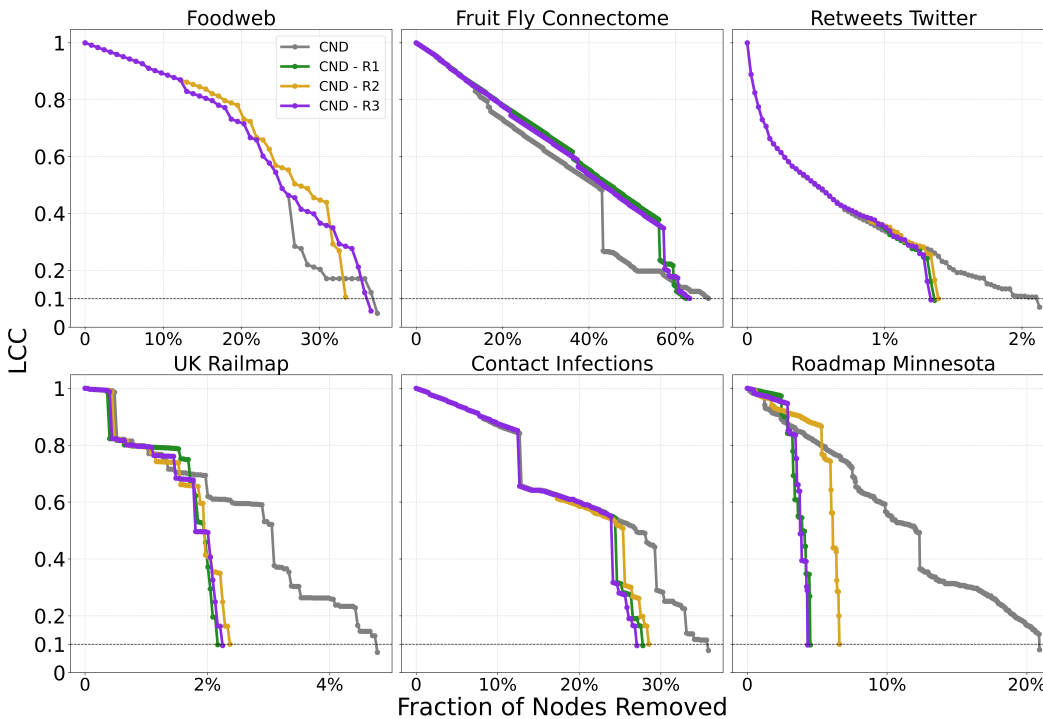 Foodweb
Fruit Fly Connectome
Retweets Twitter
1
0.8
0.6
0.4
0.2
0.1
0
CND
CND - R1
CND - R2
CND - R3
0 10% 20% 30%
0 20% 40% 60%
0 1% 2%
LCC
UK Railmap
Contact Infections
Roadmap Minnesota
1
0.8
0.6
0.4
0.2
0.1
0
0 2% 4%
0 10% 20% 30%
0 10% 20%
Fraction of Nodes Removed